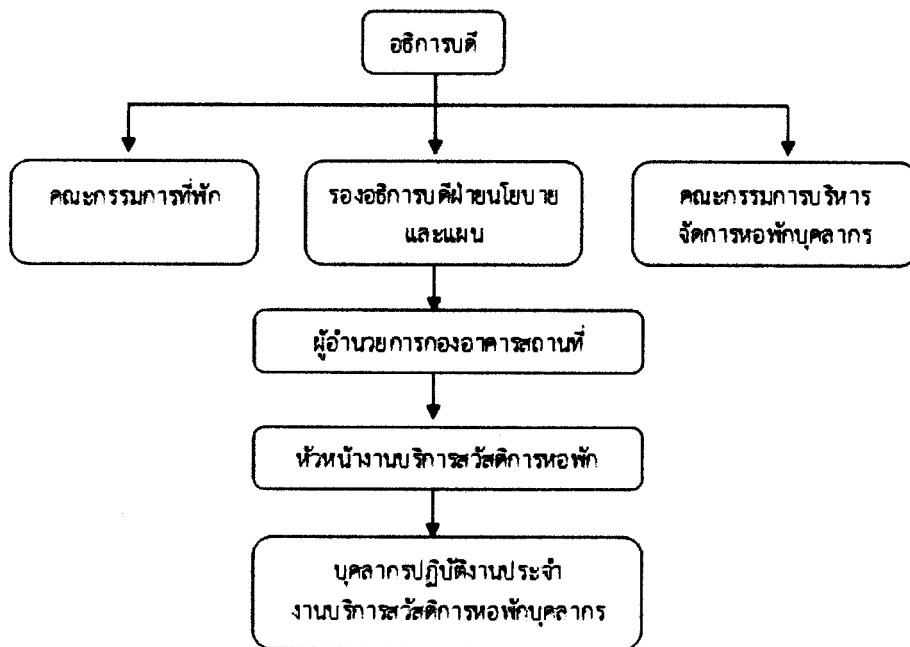 อธิการบดี
คณะกรรมการที่พัก
รองอธิการบดีฝ่ายนโยบาย
และแผน
คณะกรรมการบริหาร
จัดการหอพักบุคลากร
ผู้อำนวยการกองอาคารสถานที่
หัวหน้างานบริการสวัสดิการหอพัก
บุคลากรปฏิบัติงานประจำ
งานบริการสวัสดิการหอพักบุคลากร